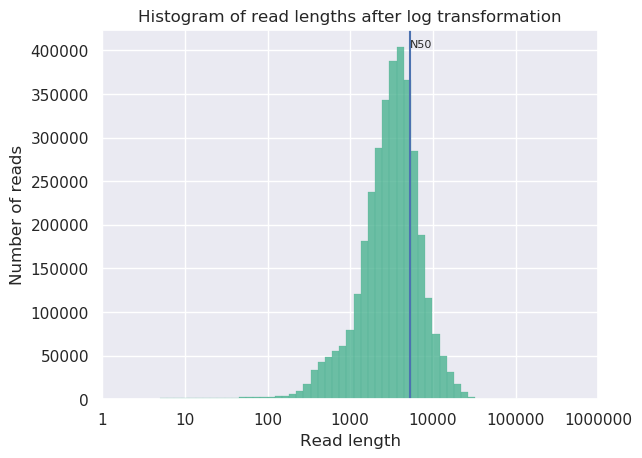 Histogram of read lengths after log transformation
N50
400000
350000
300000
250000
200000
150000
100000
50000
0
Number of reads
1 10 100 1000 10000 100000 1000000
Read length